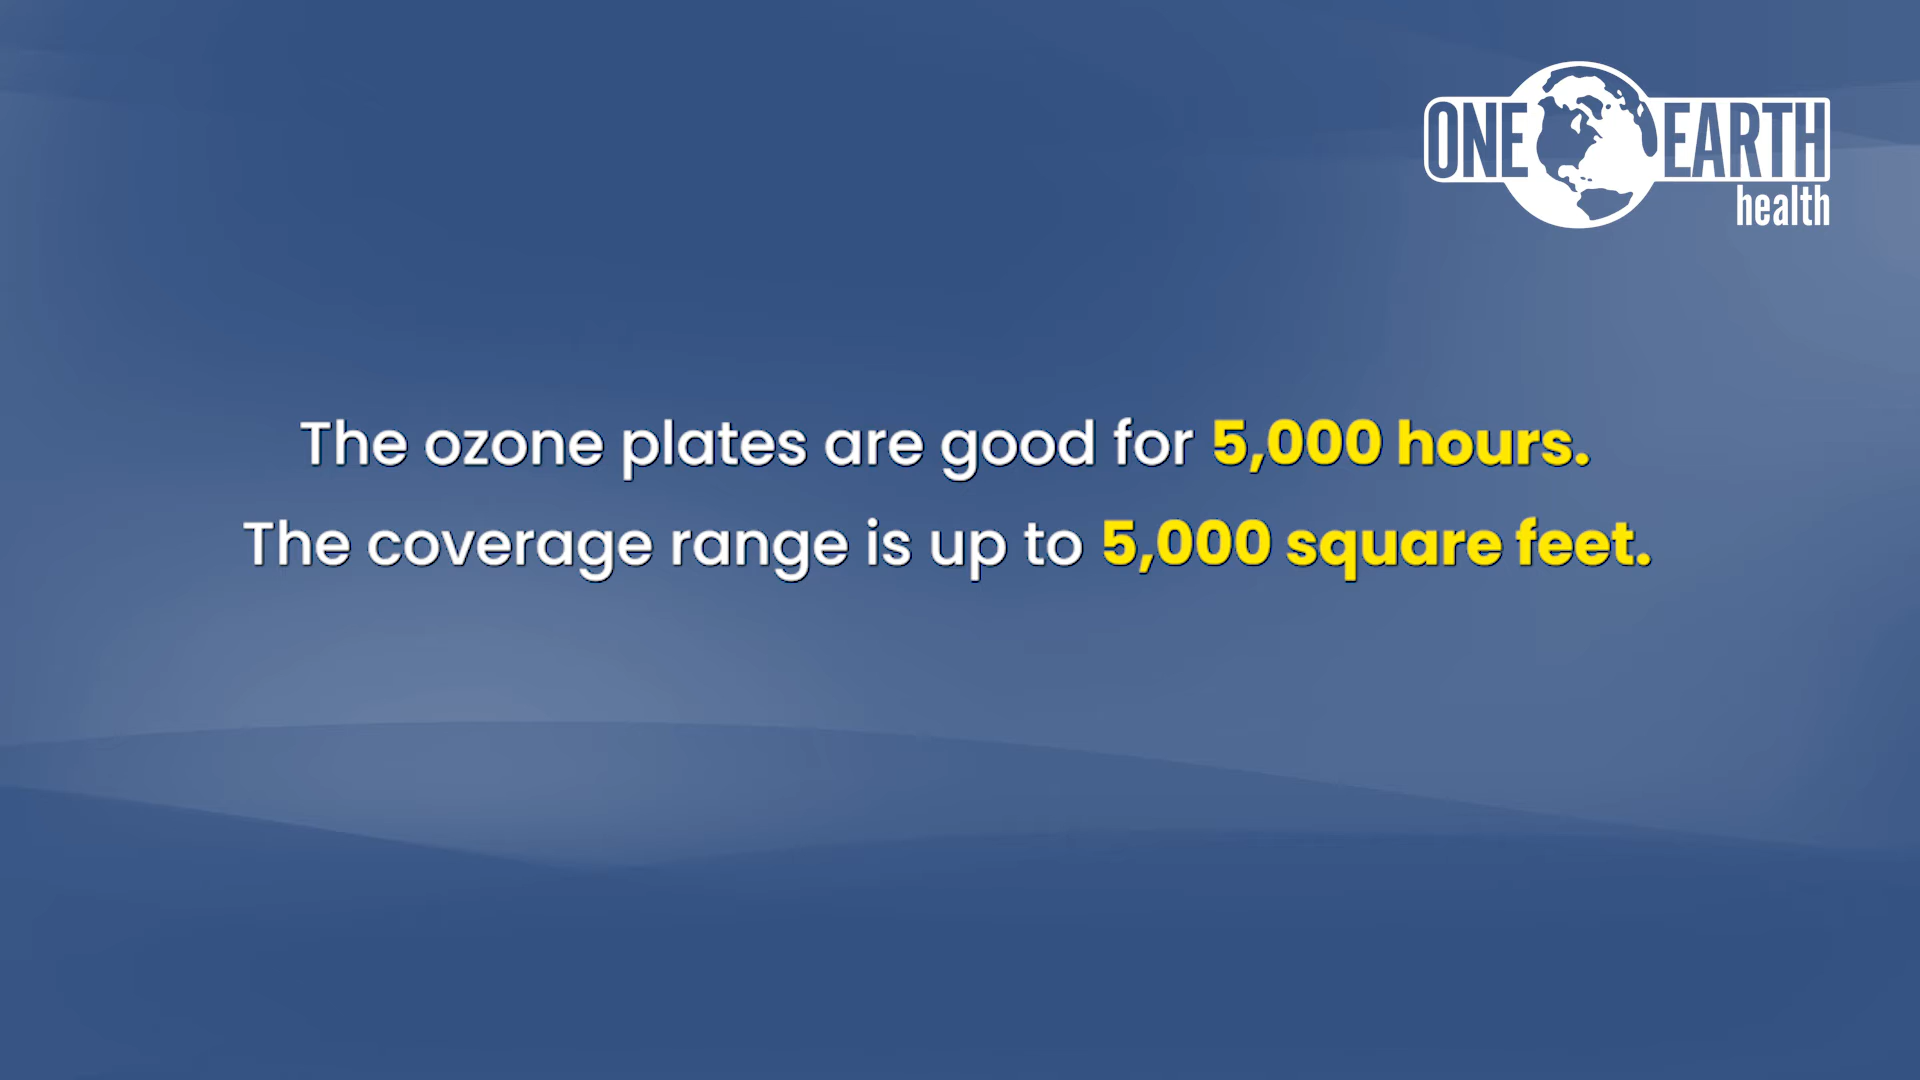 ONE EARTH
health
The ozone plates are good for 5,000 hours.
The coverage range is up to 5,000 square feet.